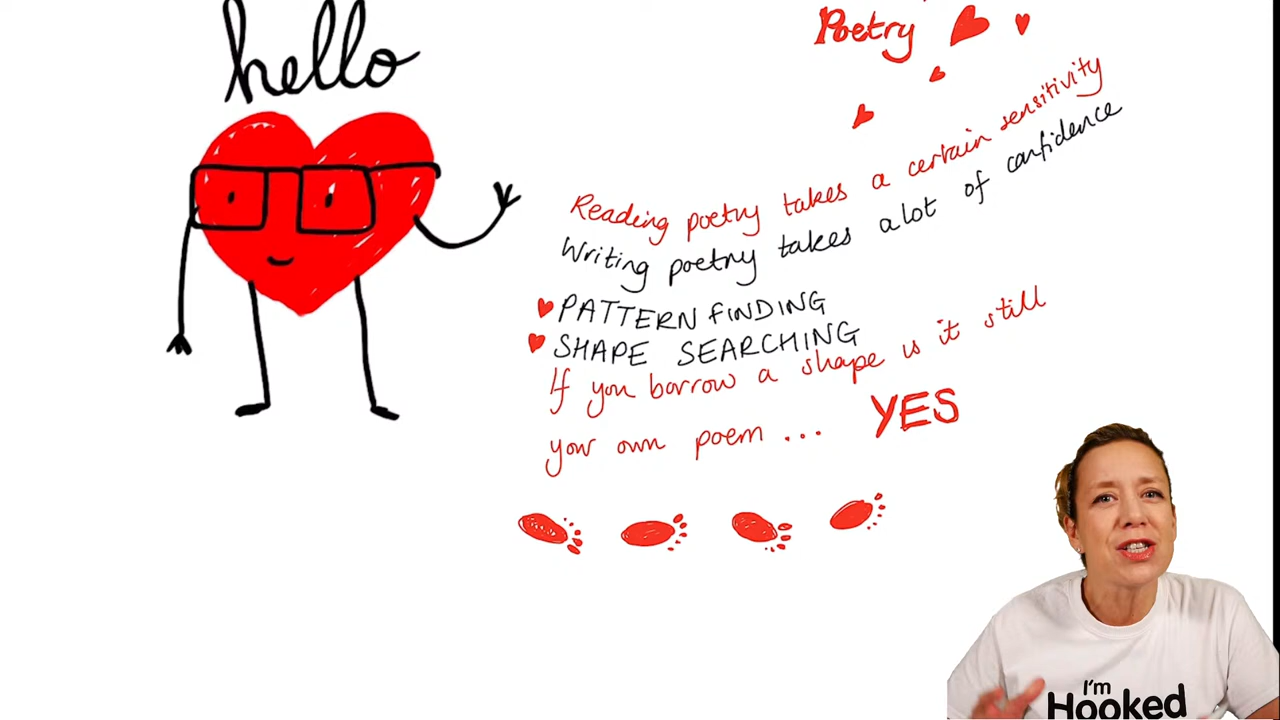 hello
Poetry
Reading poetry takes a certain sensitivity
Writing poetry takes alot of confidence
PATTERN FINDING
SHAPE SEARCHING
If you borrow a shape is it still
your own poem ... YES
I'm
Hooked